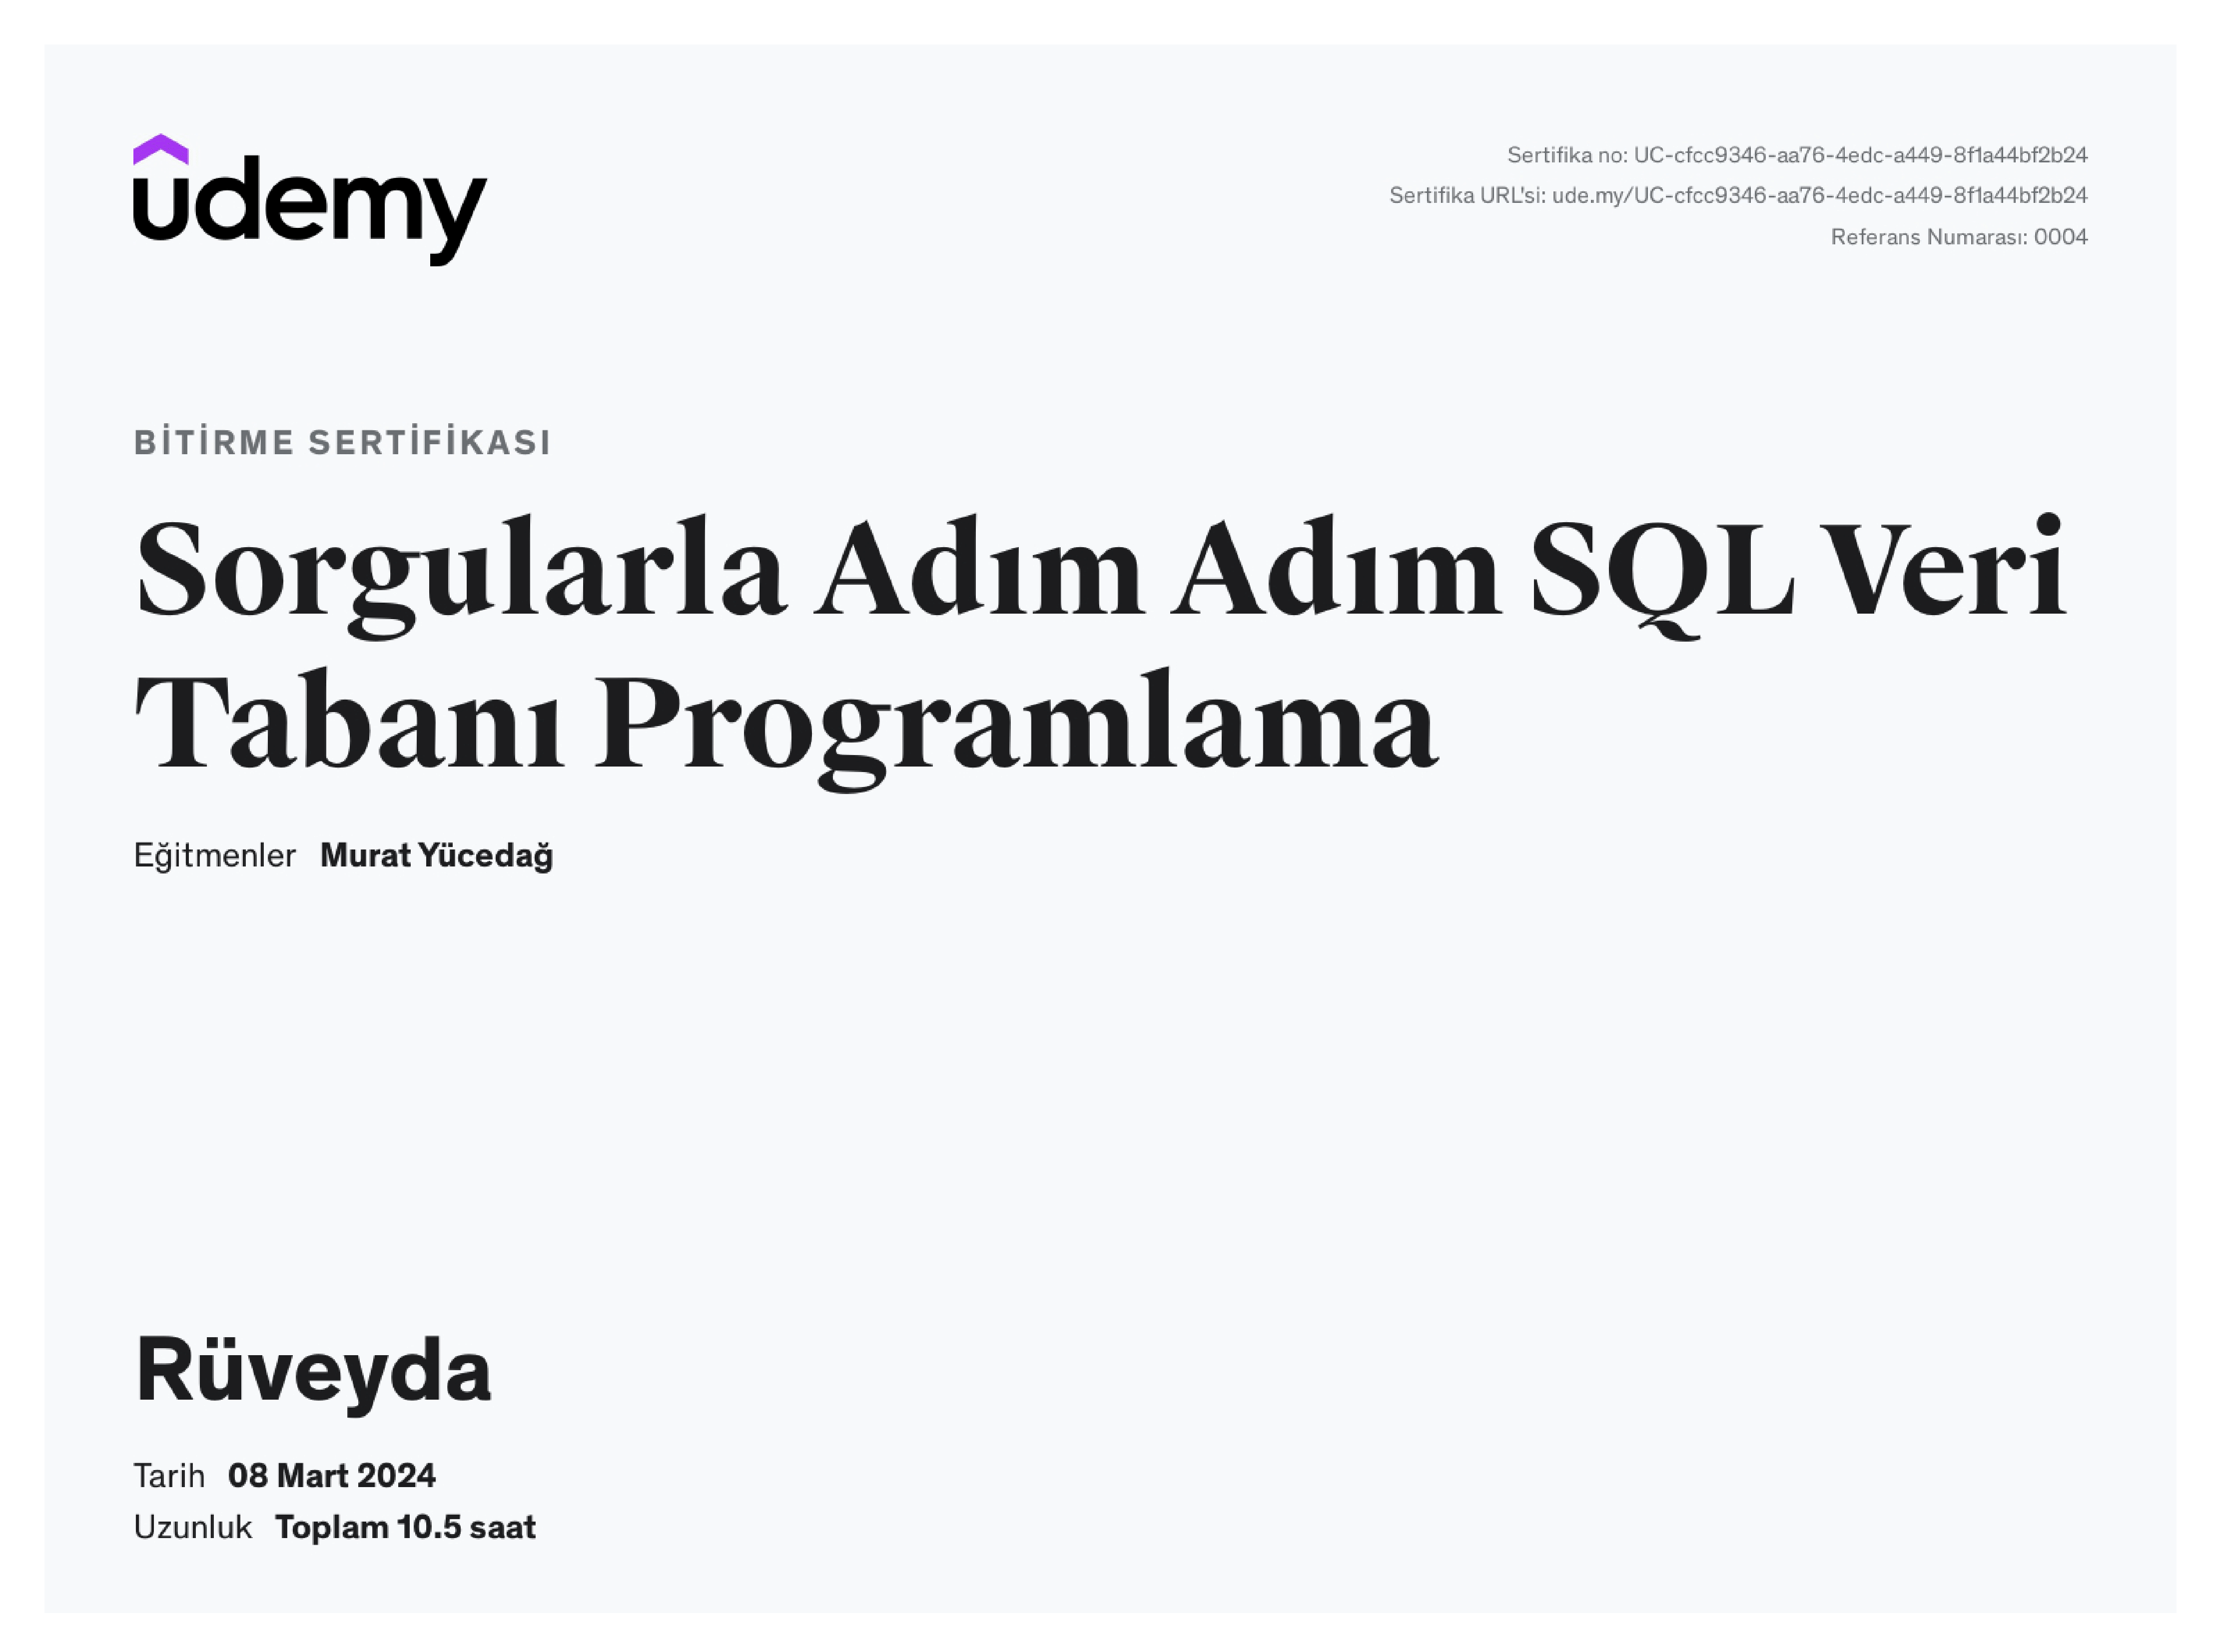 udemy
Sertifika no: UC-cfcc9346-aa76-4edc-a449-8f1a44bf2b24
Sertifika URL'si: ude.my/UC-cfcc9346-aa76-4edc-a449-8f1a44bf2b24
Referans Numarası: 0004
BİTİRME SERTİFİKASI
Sorgularla Adım Adım SQL Veri
Tabanı Programlama
Eğitmenler Murat Yücedağ
Rüveyda
Tarih 08 Mart 2024
Uzunluk Toplam 10.5 saat